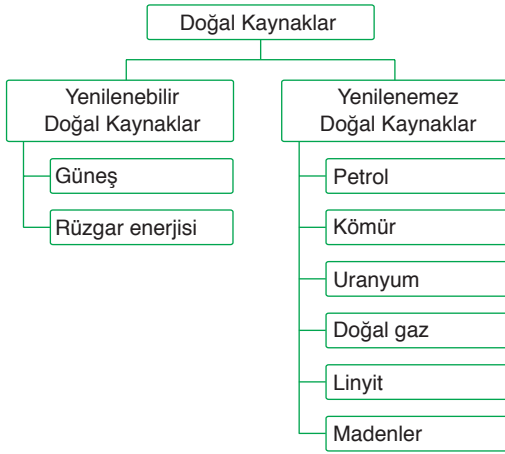 Doğal Kaynaklar
Yenilenebilir
Doğal Kaynaklar
Güneş
Rüzgar enerjisi
Yenilenemez
Doğal Kaynaklar
Petrol
Kömür
Uranyum
Doğal gaz
Linyit
Madenler